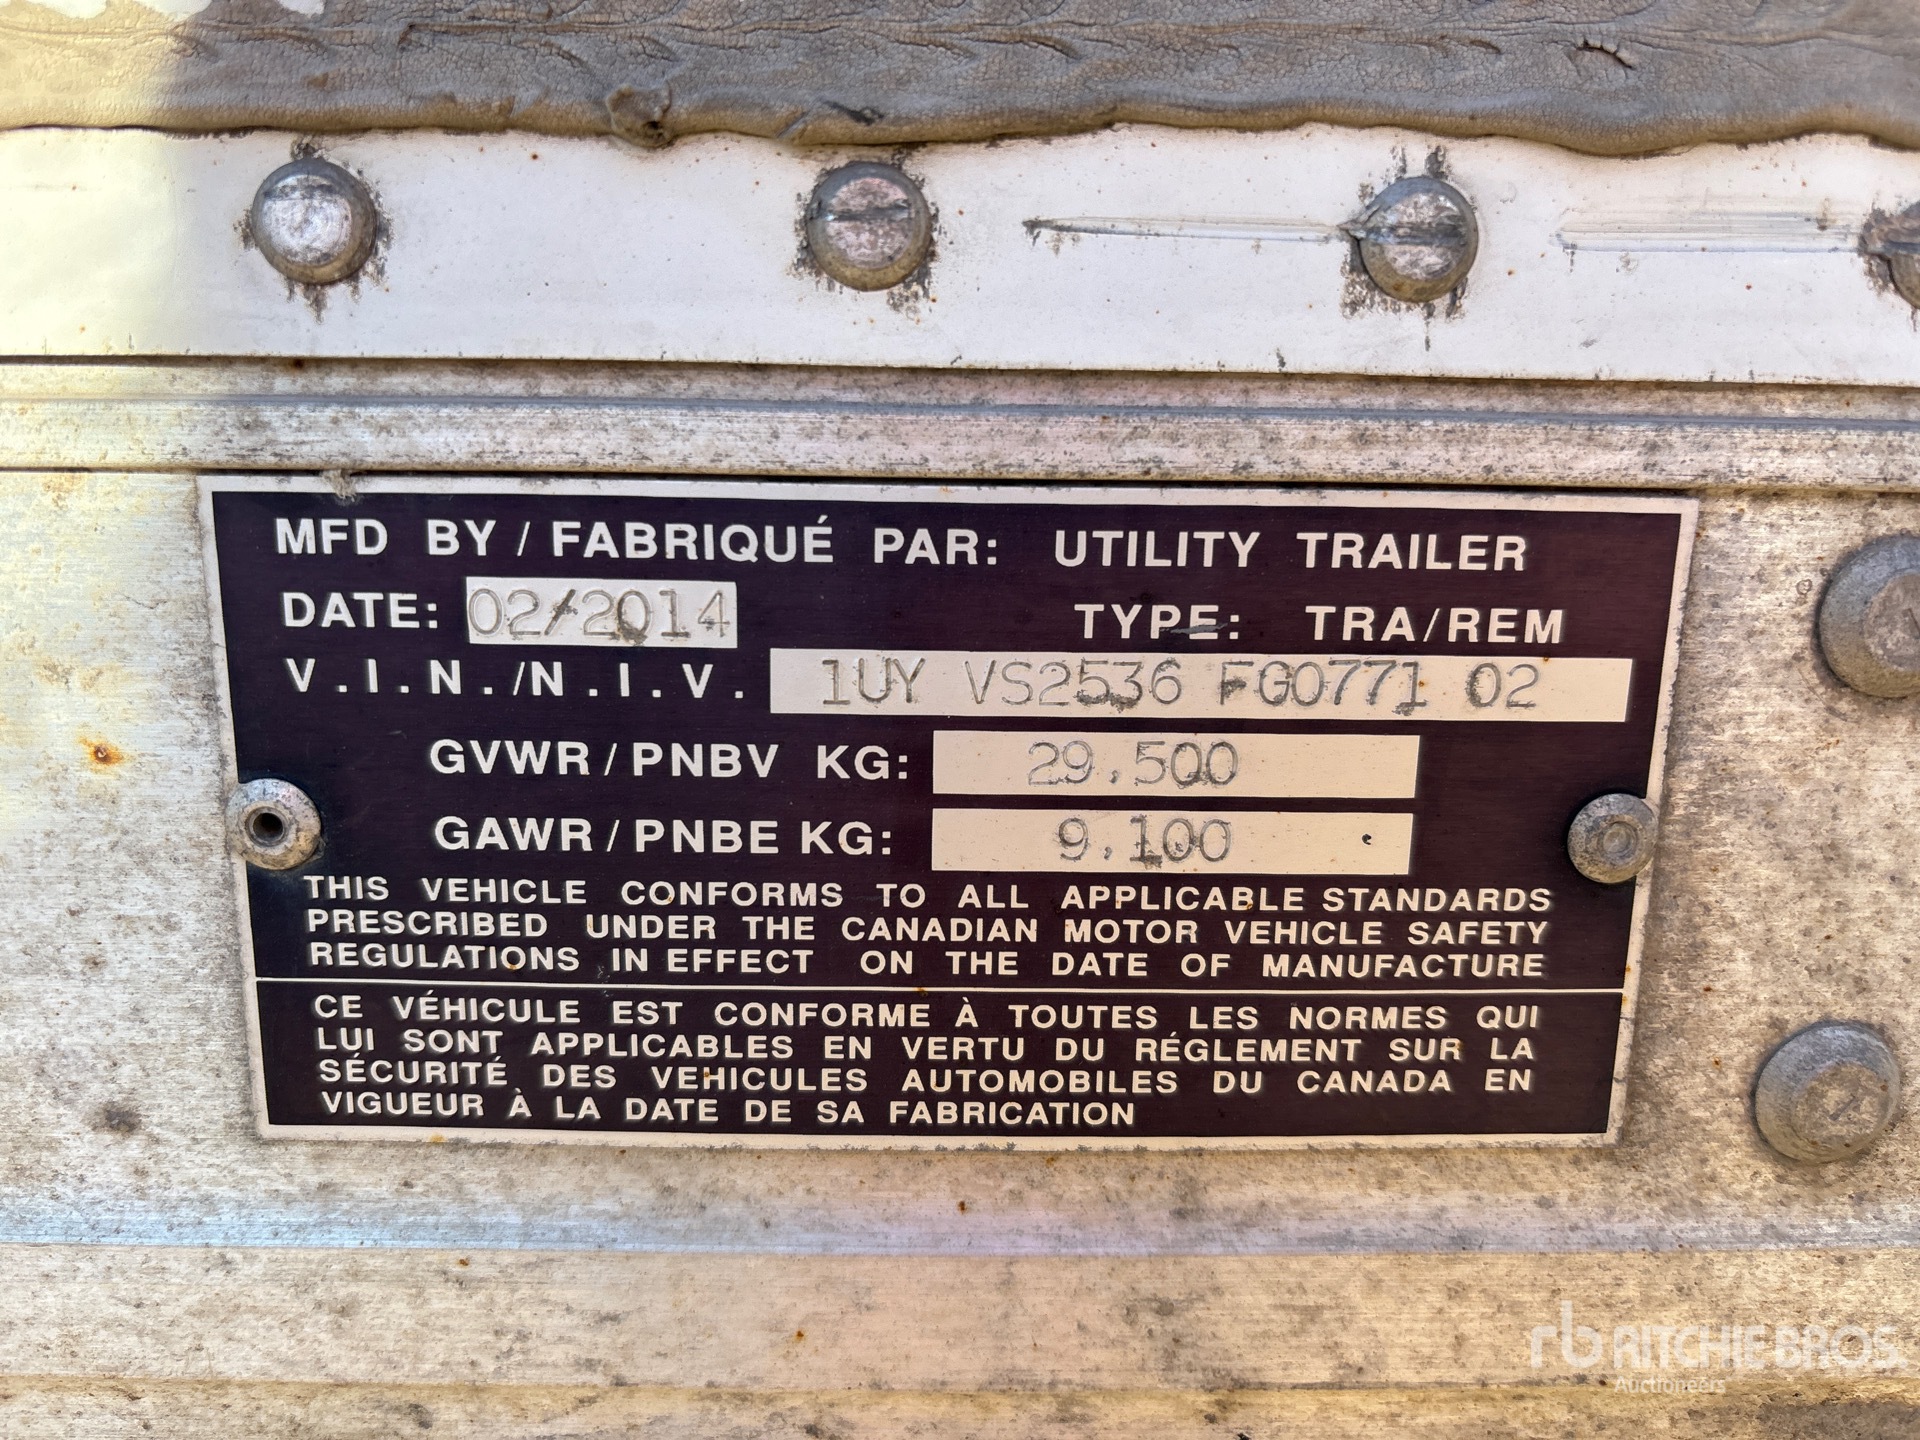 MFD BY / FABRIQUÉ PAR: UTILITY TRAILER
DATE: 02/2014 TYPE: TRA/REM
V.I.N./N.I.V. 1UY VS2536 FG0771 02
GVWR / PNBV KG: 29,500
GAWR / PNBE KG: 9,100
THIS VEHICLE CONFORMS TO ALL APPLICABLE STANDARDS
PRESCRIBED UNDER THE CANADIAN MOTOR VEHICLE SAFETY
REGULATIONS IN EFFECT ON THE DATE OF MANUFACTURE
CE VÉHICULE EST CONFORME À TOUTES LES NORMES QUI
LUI SONT APPLICABLES EN VERTU DU RÉGLEMENT SUR LA
SÉCURITÉ DES VEHICULES AUTOMOBILES DU CANADA EN
VIGUEUR À LA DATE DE SA FABRICATION
rb RITCHIE BROS.
Auctioneers